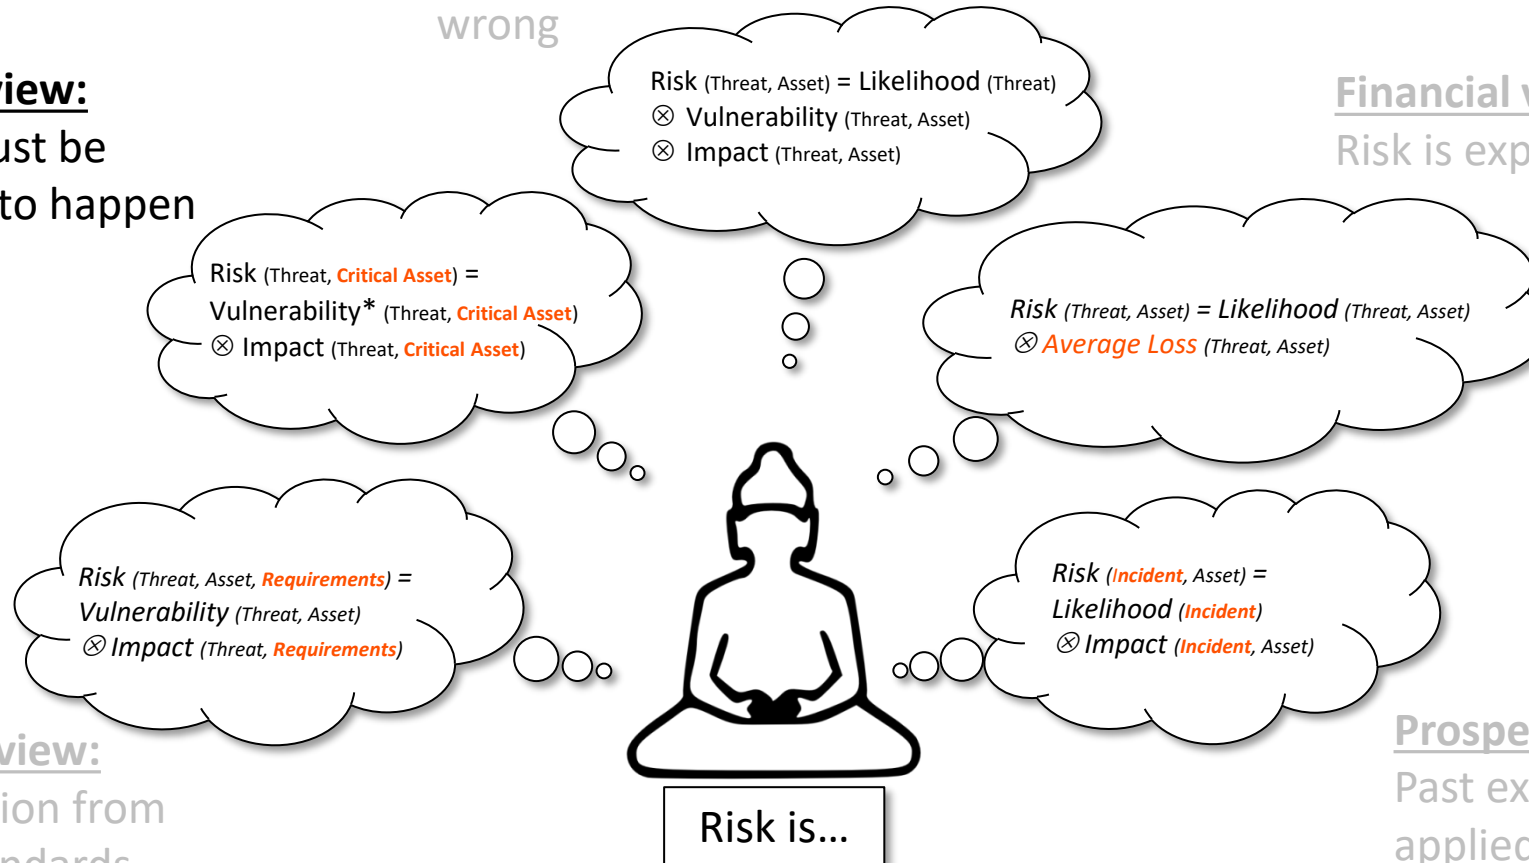 wrong
view:
ust be
to happen
Risk (Threat, Asset) = Likelihood (Threat)
⊗ Vulnerability (Threat, Asset)
⊗ Impact (Threat, Asset)
Financial v
Risk is exp
Risk (Threat, Critical Asset) =
Vulnerability* (Threat, Critical Asset)
⊗ Impact (Threat, Critical Asset)
Risk (Threat, Asset) = Likelihood (Threat, Asset)
⊗ Average Loss (Threat, Asset)
Risk (Threat, Asset, Requirements) =
Vulnerability (Threat, Asset)
⊗ Impact (Threat, Requirements)
Risk (Incident, Asset) =
Likelihood (Incident)
⊗ Impact (Incident, Asset)
view:
ion from
ndards
Prospe
Past ex
applied
Risk is...